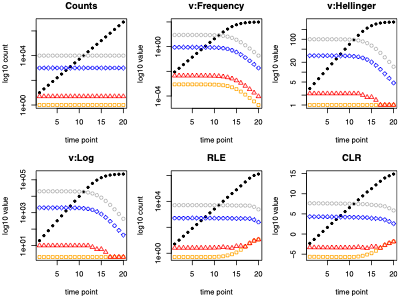 Counts
v:Frequency
v:Hellinger
log10 count
1e+00
1e+04
5
10
15
20
time point
log10 value
1e-04
1e+00
5
10
15
20
time point
log10 value
1
5
20
100
5
10
15
20
time point
v:Log
RLE
CLR
log10 value
1e+01
1e+03
1e+05
5
10
15
20
time point
log10 count
1e+00
1e+04
5
10
15
20
time point
log10 value
-5
0
5
10
15
5
10
15
20
time point